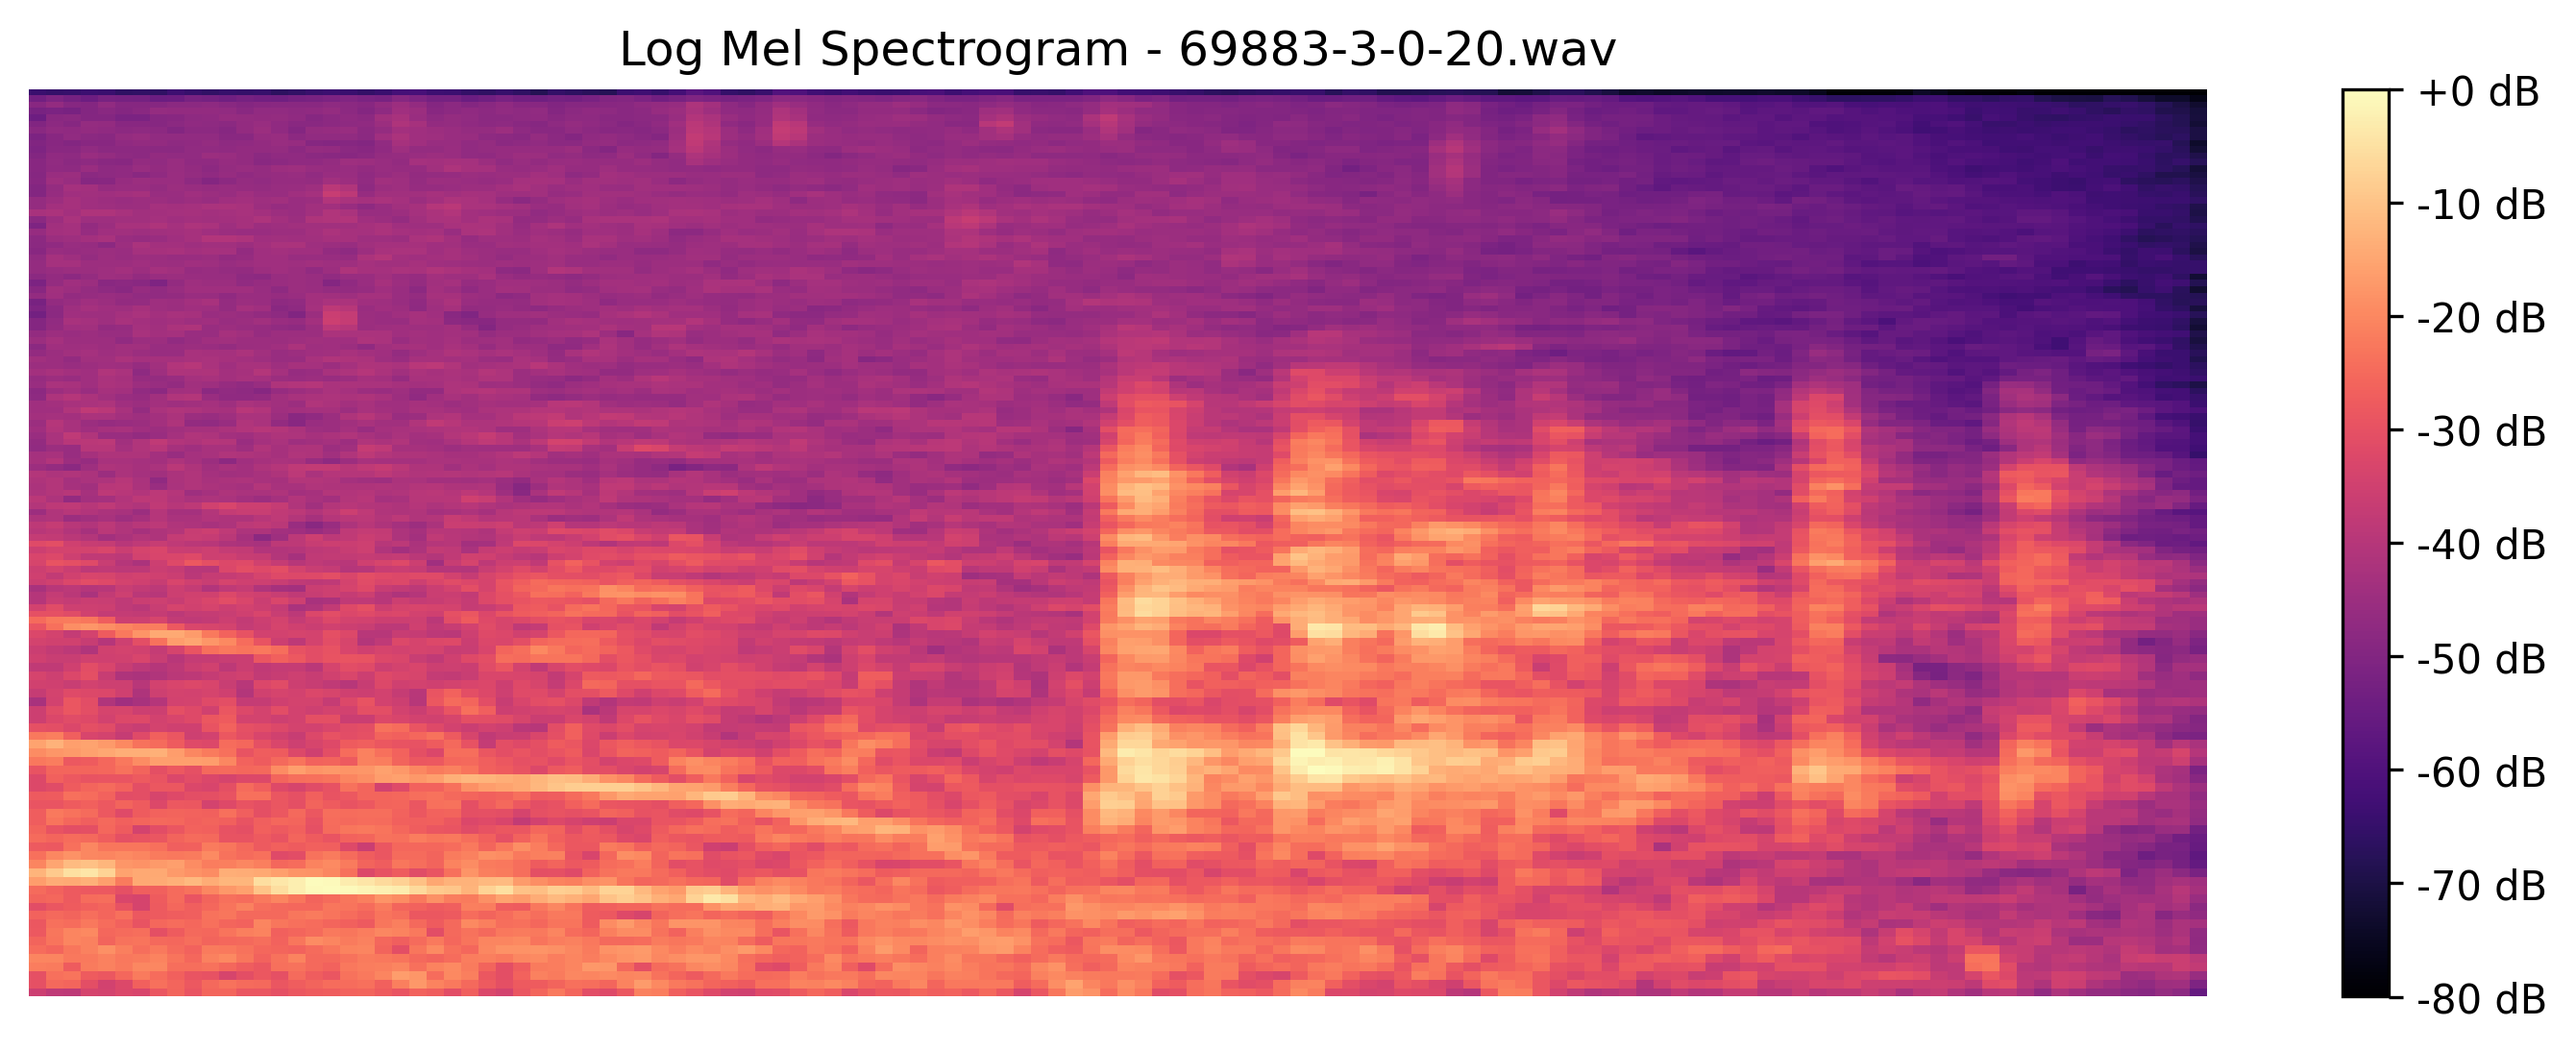 Log Mel Spectrogram - 69883-3-0-20.wav
+0 dB
-10 dB
-20 dB
-30 dB
-40 dB
-50 dB
-60 dB
-70 dB
-80 dB